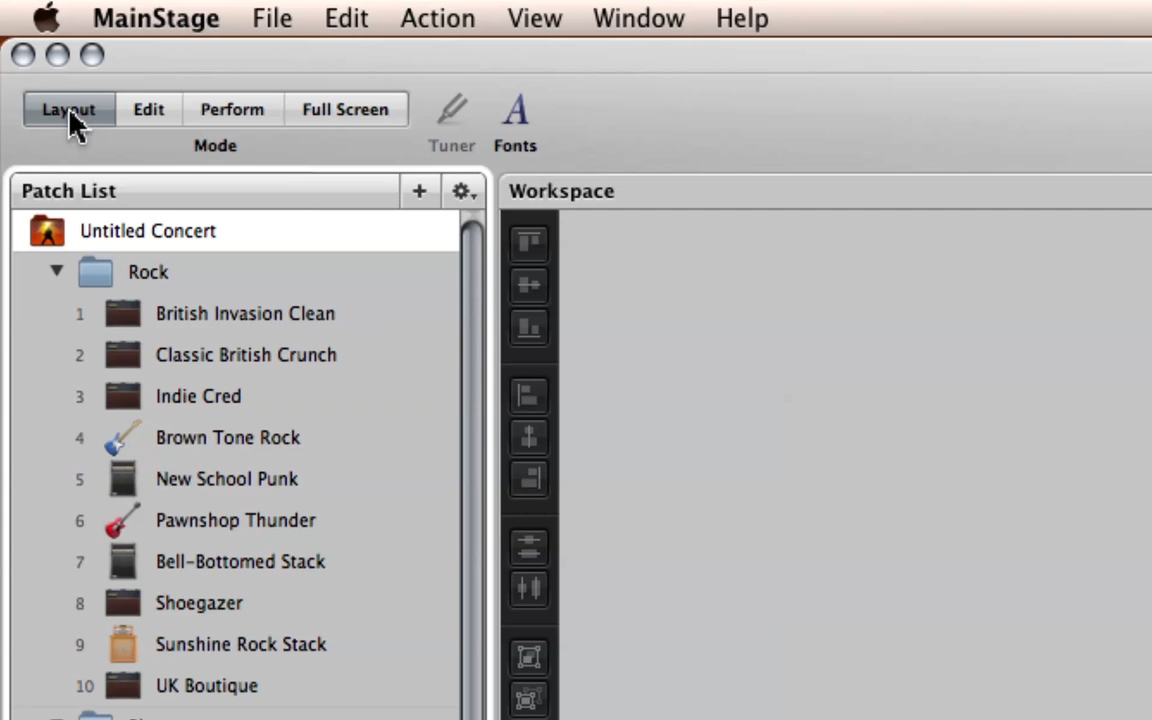 MainStage File Edit Action View Window Help
Layout Edit Perform Full Screen
Mode Tuner Fonts
Patch List + Workspace
Untitled Concert
Rock
1 British Invasion Clean
2 Classic British Crunch
3 Indie Cred
4 Brown Tone Rock
5 New School Punk
6 Pawnshop Thunder
7 Bell-Bottomed Stack
8 Shoegazer
9 Sunshine Rock Stack
10 UK Boutique